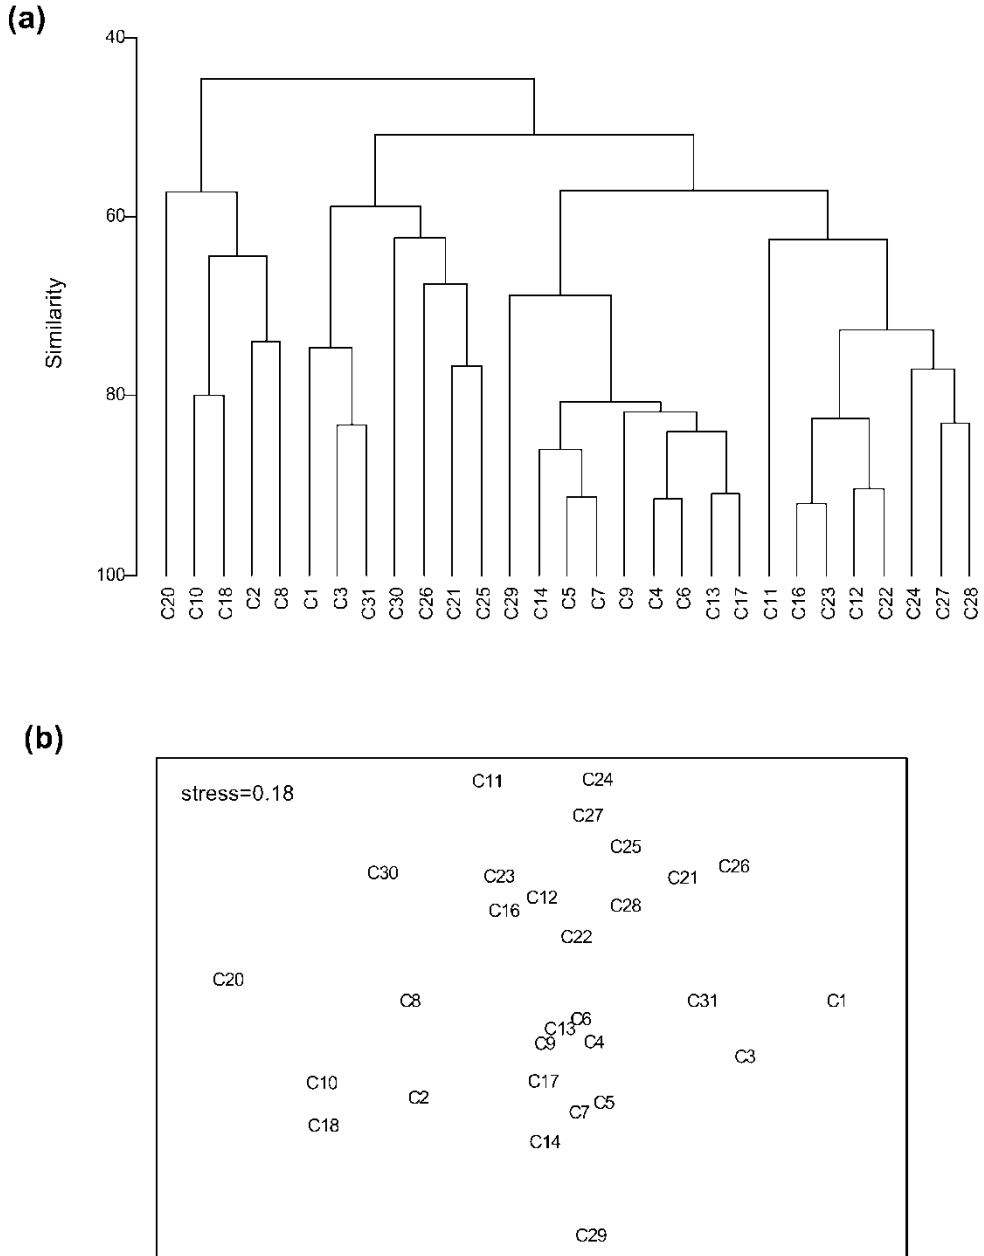 (a)
40
60
80
100
Similarity
C20 C10 C18 C2 C8 C1 C3 C31 C30 C26 C21 C25 C29 C14 C5 C7 C9 C4 C6 C13 C17 C11 C16 C23 C12 C22 C24 C27 C28
(b)
stress=0.18
C11 C24
C27
C25
C30 C23 C21 C26
C12
C16 C28
C22
C20
C8 C31 C1
C6
C13
C9 C4
C3
C10 C17
C2 C5
C7
C18
C14
C29